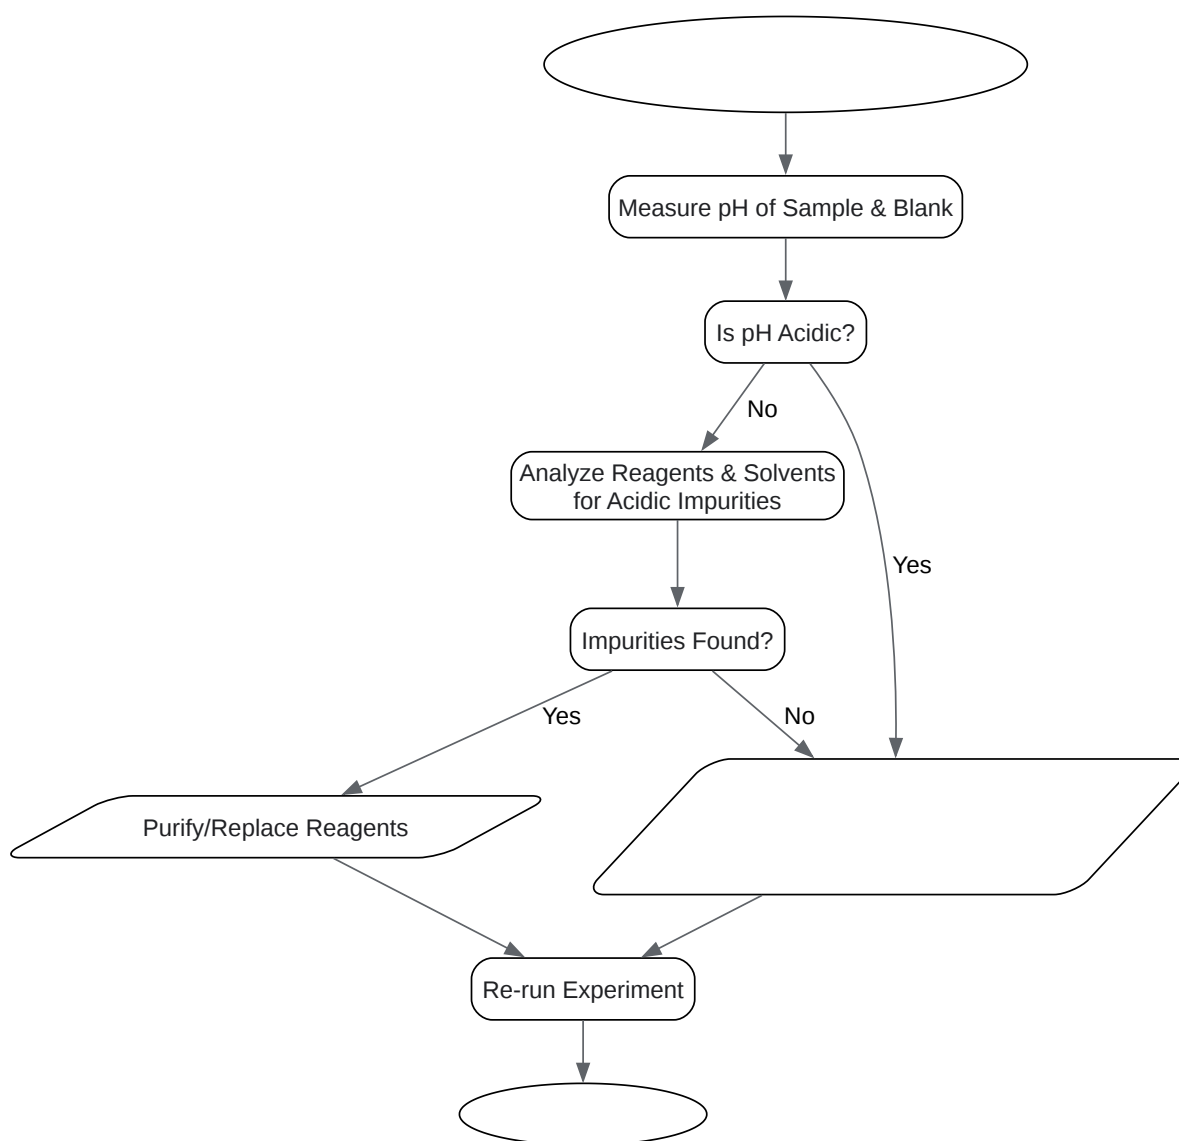 Measure pH of Sample & Blank
Is pH Acidic?
No
Analyze Reagents & Solvents
for Acidic Impurities
Yes
Impurities Found?
Yes
No
Purify/Replace Reagents
Re-run Experiment